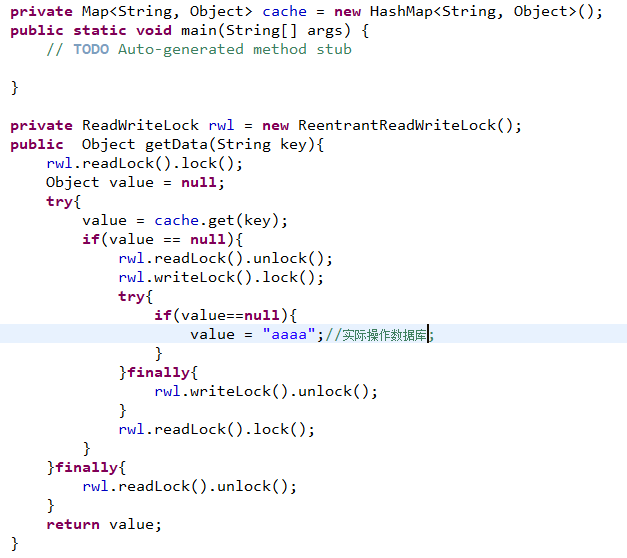 private Map<String, Object> cache = new HashMap<String, Object>();
public static void main(String[] args) {
    // TODO Auto-generated method stub

}

private ReadWriteLock rwl = new ReentrantReadWriteLock();
public  Object getData(String key){
    rwl.readLock().lock();
    Object value = null;
    try{
        value = cache.get(key);
        if(value == null){
            rwl.readLock().unlock();
            rwl.writeLock().lock();
            try{
                if(value==null){
                    value = "aaaa";//实际操作数据库;
                }
            }finally{
                rwl.writeLock().unlock();
            }
            rwl.readLock().lock();
        }
    }finally{
        rwl.readLock().unlock();
    }
    return value;
}